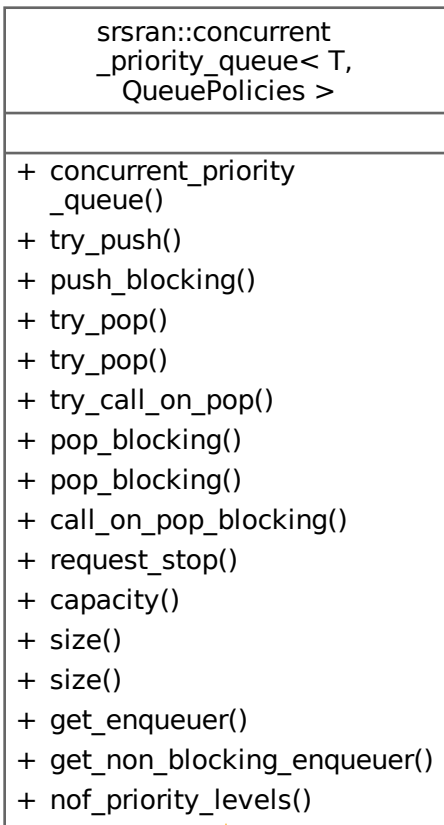 srsran::concurrent
_priority_queue< T,
QueuePolicies >
+ concurrent_priority
_queue()
+ try_push()
+ push_blocking()
+ try_pop()
+ try_pop()
+ try_call_on_pop()
+ pop_blocking()
+ pop_blocking()
+ call_on_pop_blocking()
+ request_stop()
+ capacity()
+ size()
+ size()
+ get_enqueuer()
+ get_non_blocking_enqueuer()
+ nof_priority_levels()